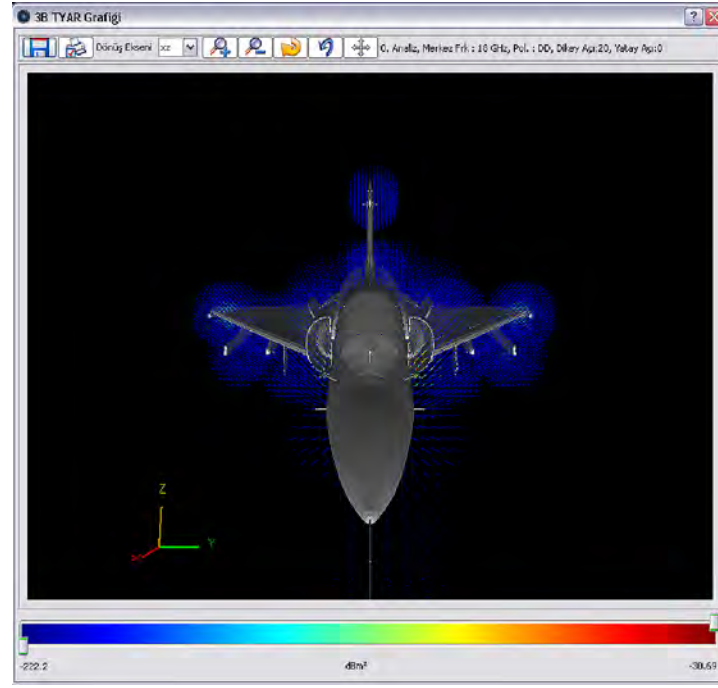 3B TYAR Grafiği
Dönüş Ekseni xz 0. Analiz, Merkez Frk : 10 GHz, Pol. : DD, Dikey Açı:20, Yatay Açı:0
Z
X Y
-222.2 dBm² -30.69